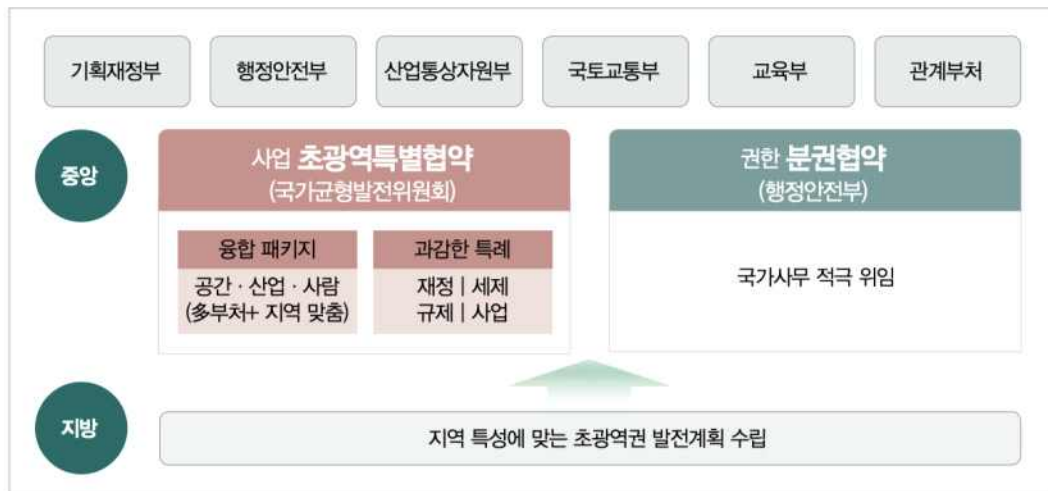 기획재정부
행정안전부
산업통상자원부
국토교통부
교육부
관계부처
중앙
사업 초광역특별협약
(국가균형발전위원회)
권한 분권협약
(행정안전부)
융합 패키지
과감한 특례
공간 · 산업 · 사람
(多부처+ 지역 맞춤)
재정 | 세제
규제 | 사업
국가사무 적극 위임
지방
지역 특성에 맞는 초광역권 발전계획 수립